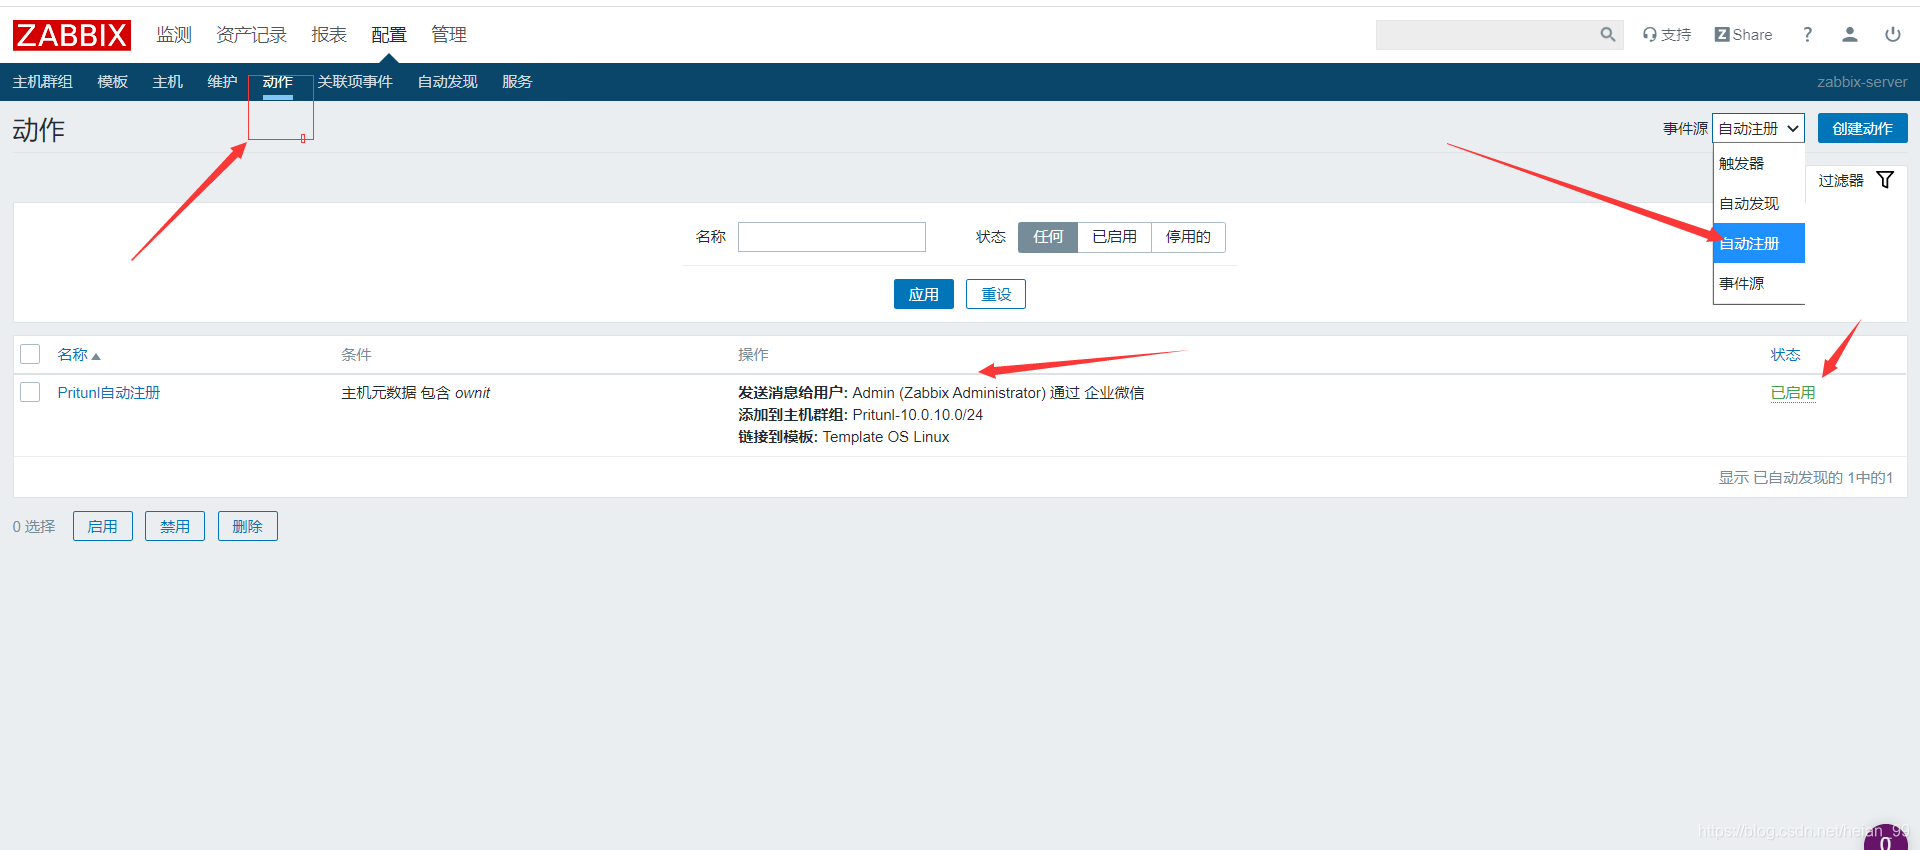 ZABBIX 监测 资产记录 报表 配置 管理 支持 Z Share ?
主机群组 模板 主机 维护 动作 关联项事件 自动发现 服务 zabbix-server
动作 事件源 自动注册 创建动作
触发器
过滤器
自动发现
名称 状态 任何 已启用 停用的
自动注册
事件源
应用 重设
名称 条件 操作 状态
Pritunl自动注册 主机元数据 包含 ownit 发送消息给用户: Admin (Zabbix Administrator) 通过 企业微信 已启用
添加到主机群组: Pritunl-10.0.10.0/24
链接到模板: Template OS Linux
显示 已自动发现的 1中的1
0 选择 启用 禁用 删除
https://blog.csdn.net/hejan_99
0